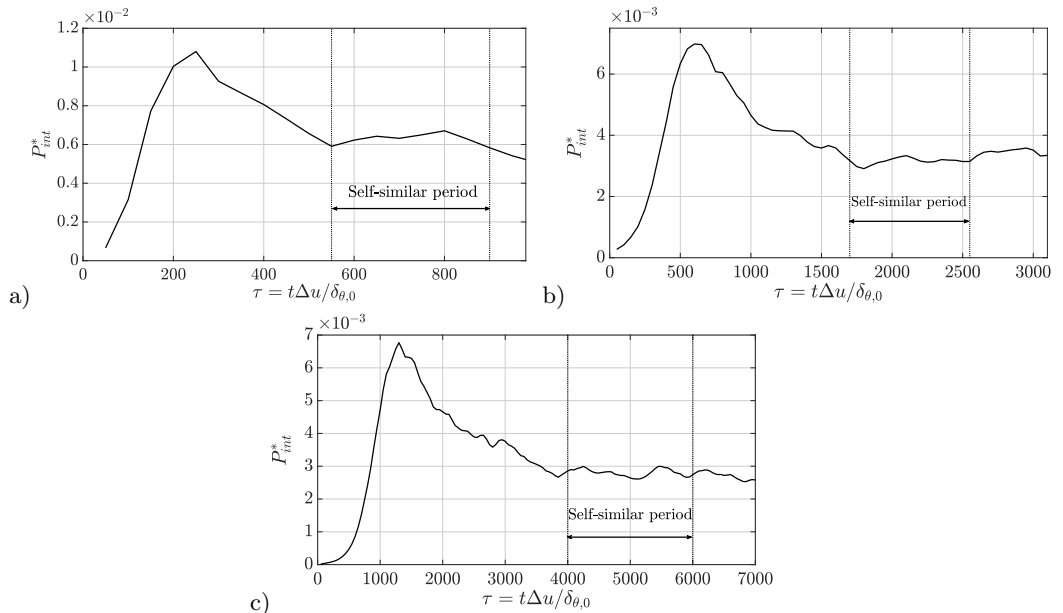 ×10⁻²
1.2
1
0.8
0.6
0.4
0.2
0
P*int
Self-similar period
0 200 400 600 800
τ = tΔu/δθ,0
a)
×10⁻³
6
4
2
0
P*int
Self-similar period
0 500 1000 1500 2000 2500 3000
τ = tΔu/δθ,0
b)
×10⁻³
7
6
5
4
3
2
1
0
P*int
Self-similar period
0 1000 2000 3000 4000 5000 6000 7000
τ = tΔu/δθ,0
c)